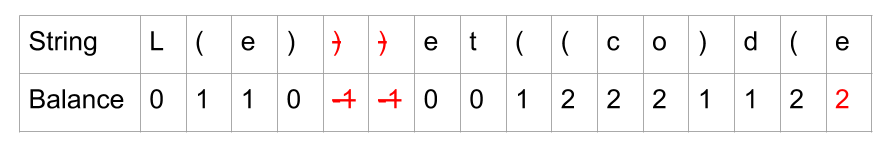 String L ( e ) ) ) e t ( ( c o ) d ( e
Balance 0 1 1 0 -1 -1 0 0 1 2 2 2 1 1 2 2